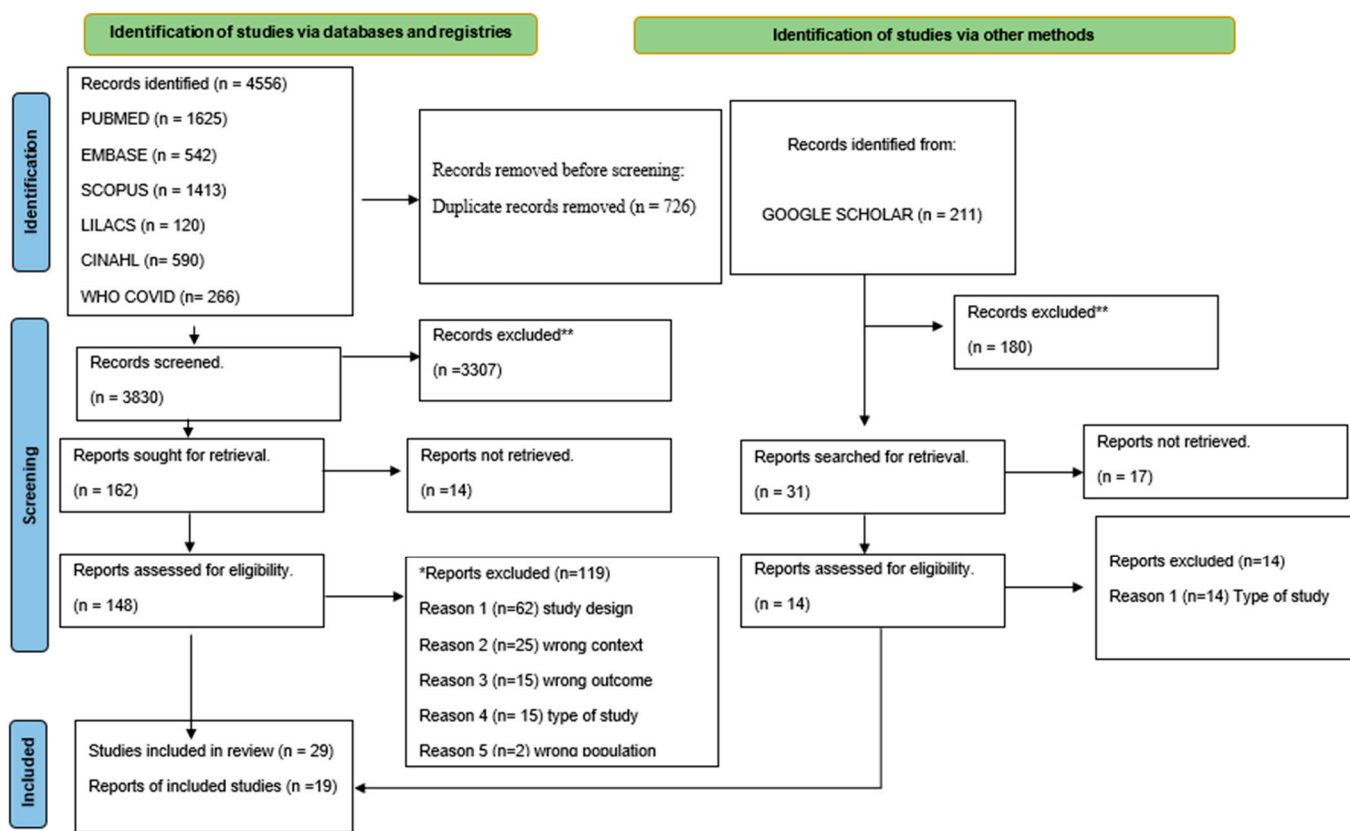 Identification of studies via databases and registries
Identification of studies via other methods
Identification
Records identified (n = 4556)
PUBMED (n = 1625)
EMBASE (n = 542)
SCOPUS (n = 1413)
LILACS (n = 120)
CINAHL (n= 590)
WHO COVID (n= 266)
Records removed before screening:
Duplicate records removed (n = 726)
Records identified from:
GOOGLE SCHOLAR (n = 211)
Screening
Records screened.
(n = 3830)
Records excluded**
(n =3307)
Records excluded**
(n = 180)
Reports sought for retrieval.
(n = 162)
Reports not retrieved.
(n =14)
Reports searched for retrieval.
(n = 31)
Reports not retrieved.
(n = 17)
Reports assessed for eligibility.
(n = 148)
*Reports excluded (n=119)
Reason 1 (n=62) study design
Reason 2 (n=25) wrong context
Reason 3 (n=15) wrong outcome
Reason 4 (n= 15) type of study
Reason 5 (n=2) wrong population
Reports assessed for eligibility.
(n = 14)
Reports excluded (n=14)
Reason 1 (n=14) Type of study
Included
Studies included in review (n = 29)
Reports of included studies (n =19)